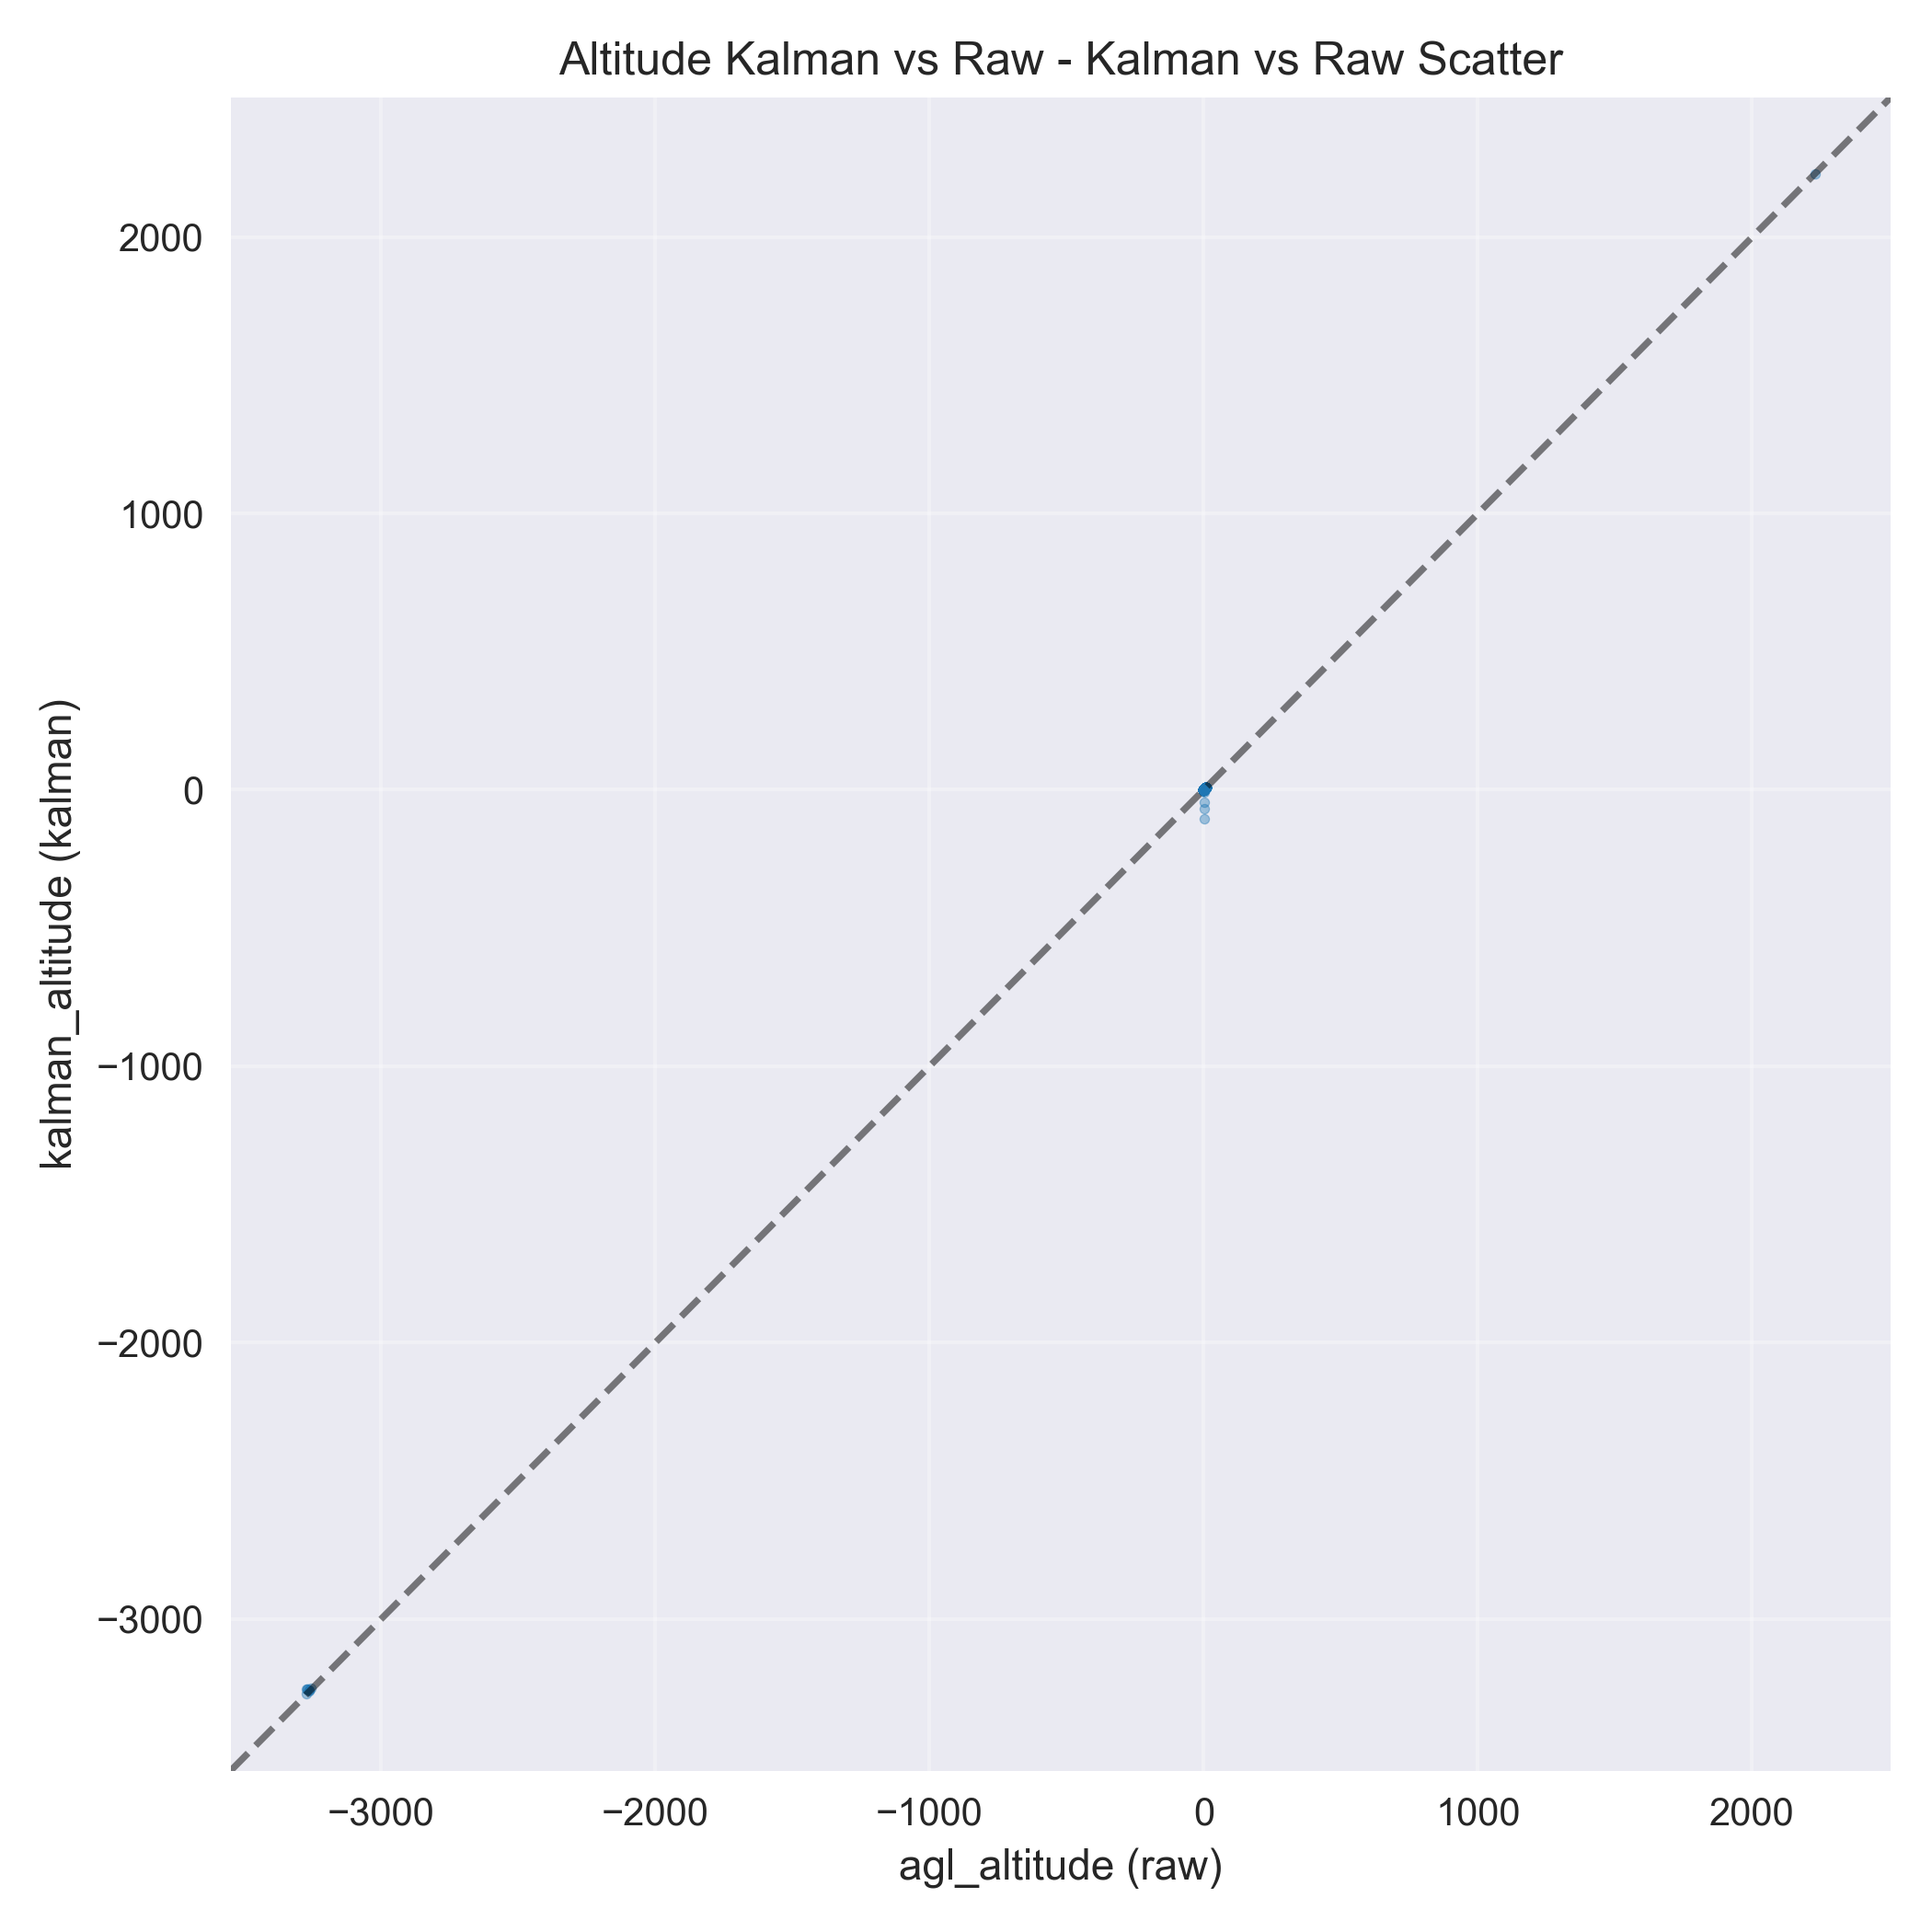 Altitude Kalman vs Raw - Kalman vs Raw Scatter
2000
1000
0
−1000
−2000
−3000
kalman_altitude (kalman)
−3000 −2000 −1000 0 1000 2000
agl_altitude (raw)